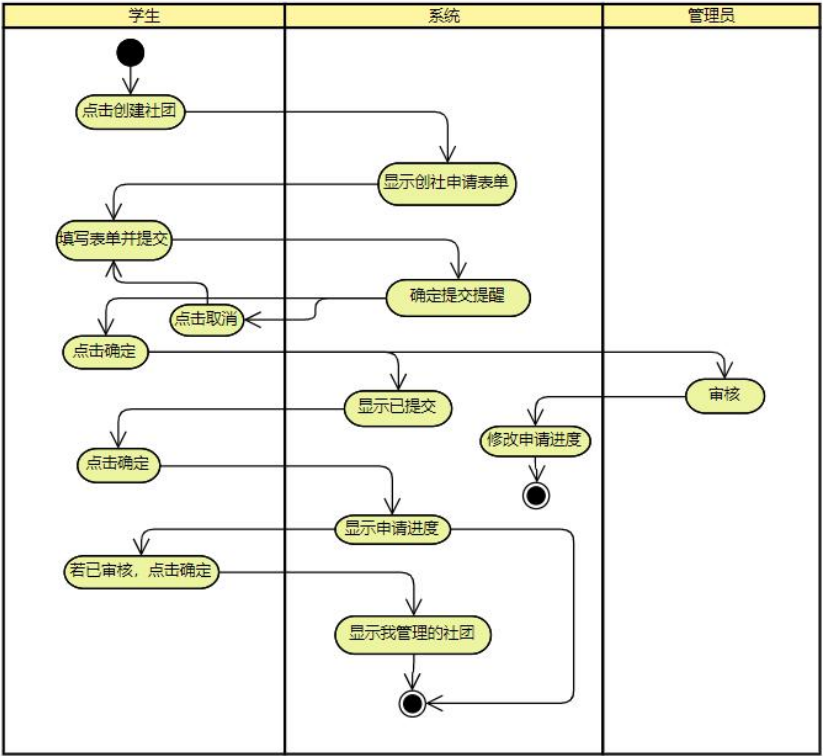 学生
系统
管理员
点击创建社团
显示创社申请表单
填写表单并提交
确定提交提醒
点击取消
点击确定
审核
显示已提交
修改申请进度
点击确定
显示申请进度
若已审核，点击确定
显示我管理的社团